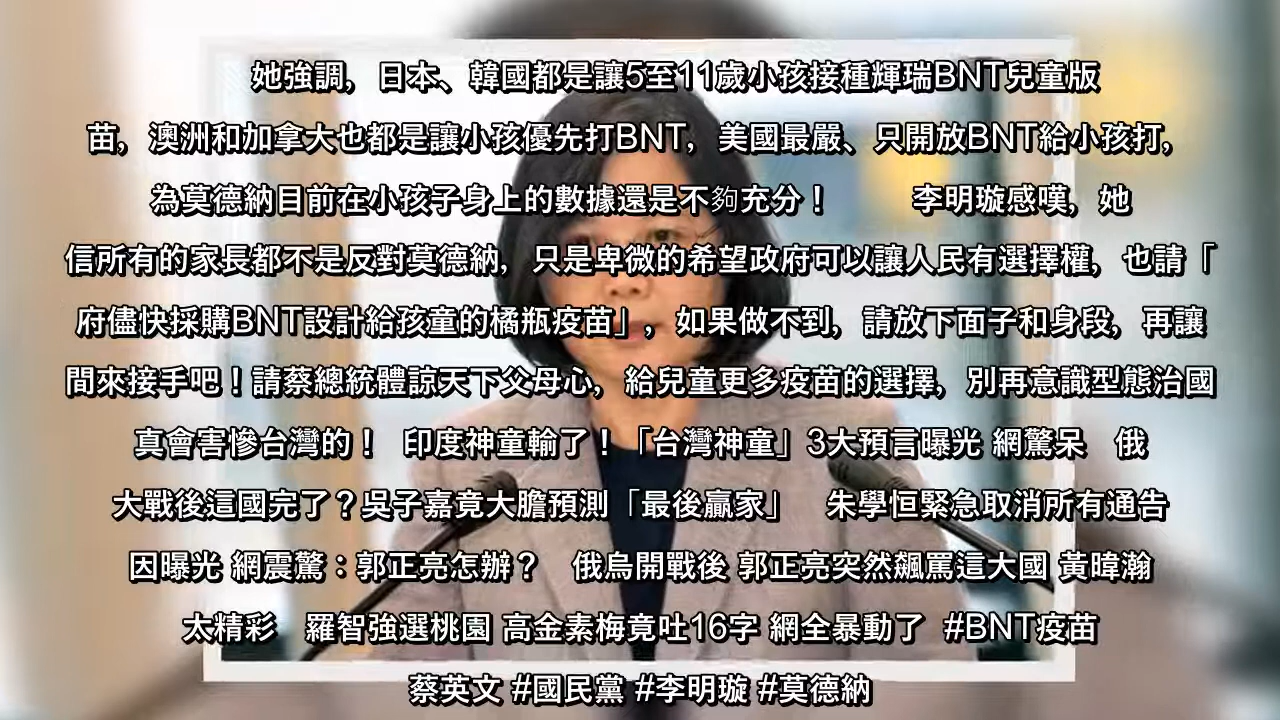 她強調，日本、韓國都是讓5至11歲小孩接種輝瑞BNT兒童版
苗，澳洲和加拿大也都是讓小孩優先打BNT，美國最嚴、只開放BNT給小孩打，
為莫德納目前在小孩子身上的數據還是不夠充分！ 李明璇感嘆，她
信所有的家長都不是反對莫德納，只是卑微的希望政府可以讓人民有選擇權，也請「
府儘快採購BNT設計給孩童的橘瓶疫苗」，如果做不到，請放下面子和身段，再讓
間來接手吧！請蔡總統體諒天下父母心，給兒童更多疫苗的選擇，別再意識型態治國
真會害慘台灣的！ 印度神童輸了！「台灣神童」3大預言曝光 網驚呆 俄
大戰後這國完了？吳子嘉竟大膽預測「最後贏家」 朱學恒緊急取消所有通告
因曝光 網震驚：郭正亮怎辦？ 俄烏開戰後 郭正亮突然飆罵這大國 黃暐瀚
太精彩 羅智強選桃園 高金素梅竟吐16字 網全暴動了 #BNT疫苗
蔡英文 #國民黨 #李明璇 #莫德納